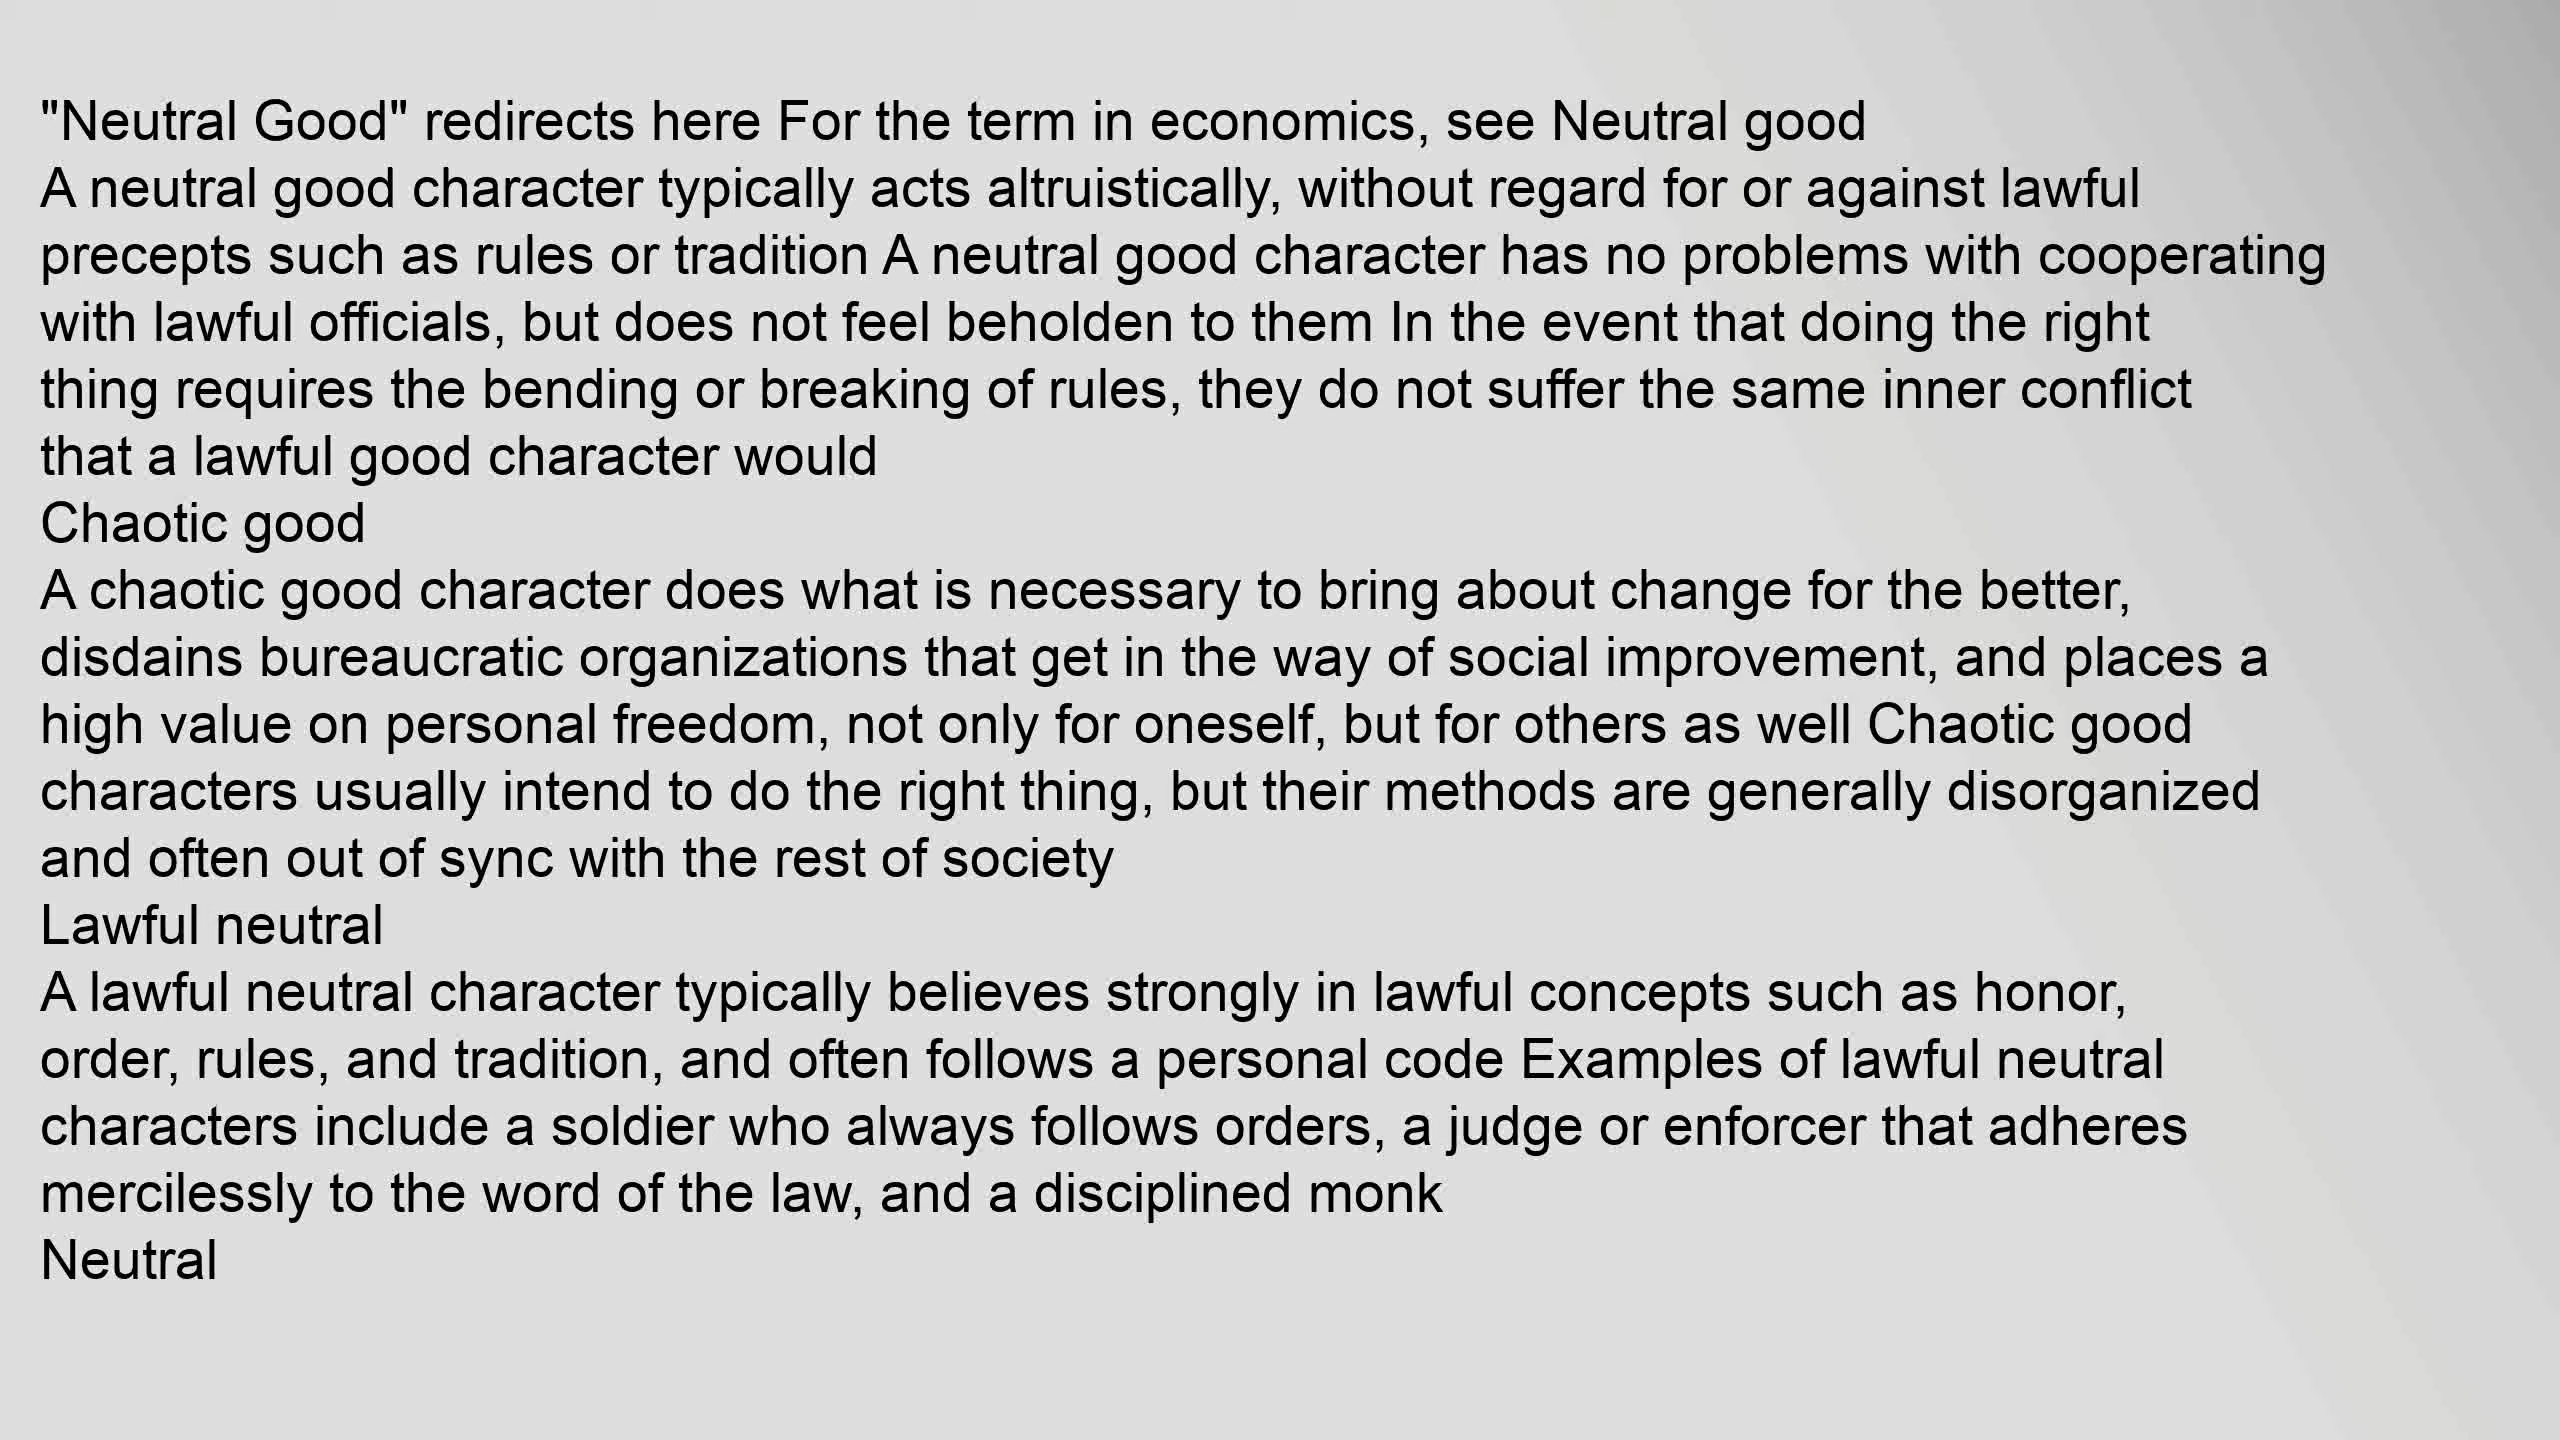 "Neutral Good" redirects here For the term in economics, see Neutral good
A neutral good character typically acts altruistically, without regard for or against lawful
precepts such as rules or tradition A neutral good character has no problems with cooperating
with lawful officials, but does not feel beholden to them In the event that doing the right
thing requires the bending or breaking of rules, they do not suffer the same inner conflict
that a lawful good character would
Chaotic good
A chaotic good character does what is necessary to bring about change for the better,
disdains bureaucratic organizations that get in the way of social improvement, and places a
high value on personal freedom, not only for oneself, but for others as well Chaotic good
characters usually intend to do the right thing, but their methods are generally disorganized
and often out of sync with the rest of society
Lawful neutral
A lawful neutral character typically believes strongly in lawful concepts such as honor,
order, rules, and tradition, and often follows a personal code Examples of lawful neutral
characters include a soldier who always follows orders, a judge or enforcer that adheres
mercilessly to the word of the law, and a disciplined monk
Neutral